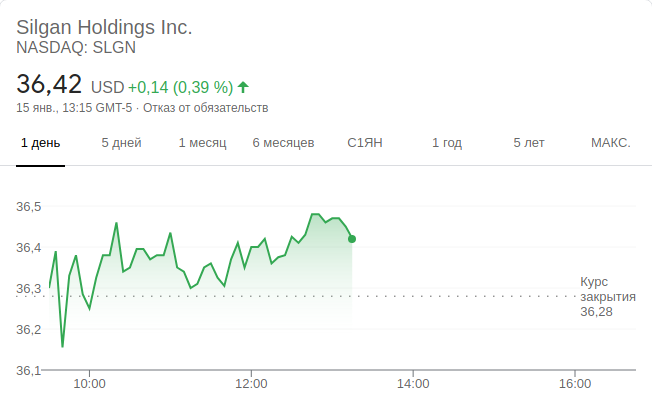 Silgan Holdings Inc.
NASDAQ: SLGN
36,42 USD +0,14 (0,39 %)
15 янв., 13:15 GMT-5 · Отказ от обязательств
1 день 5 дней 1 месяц 6 месяцев С1ЯН 1 год 5 лет МАКС.
36,5
36,4
36,3
36,2
36,1
Курс
закрытия
36,28
10:00 12:00 14:00 16:00